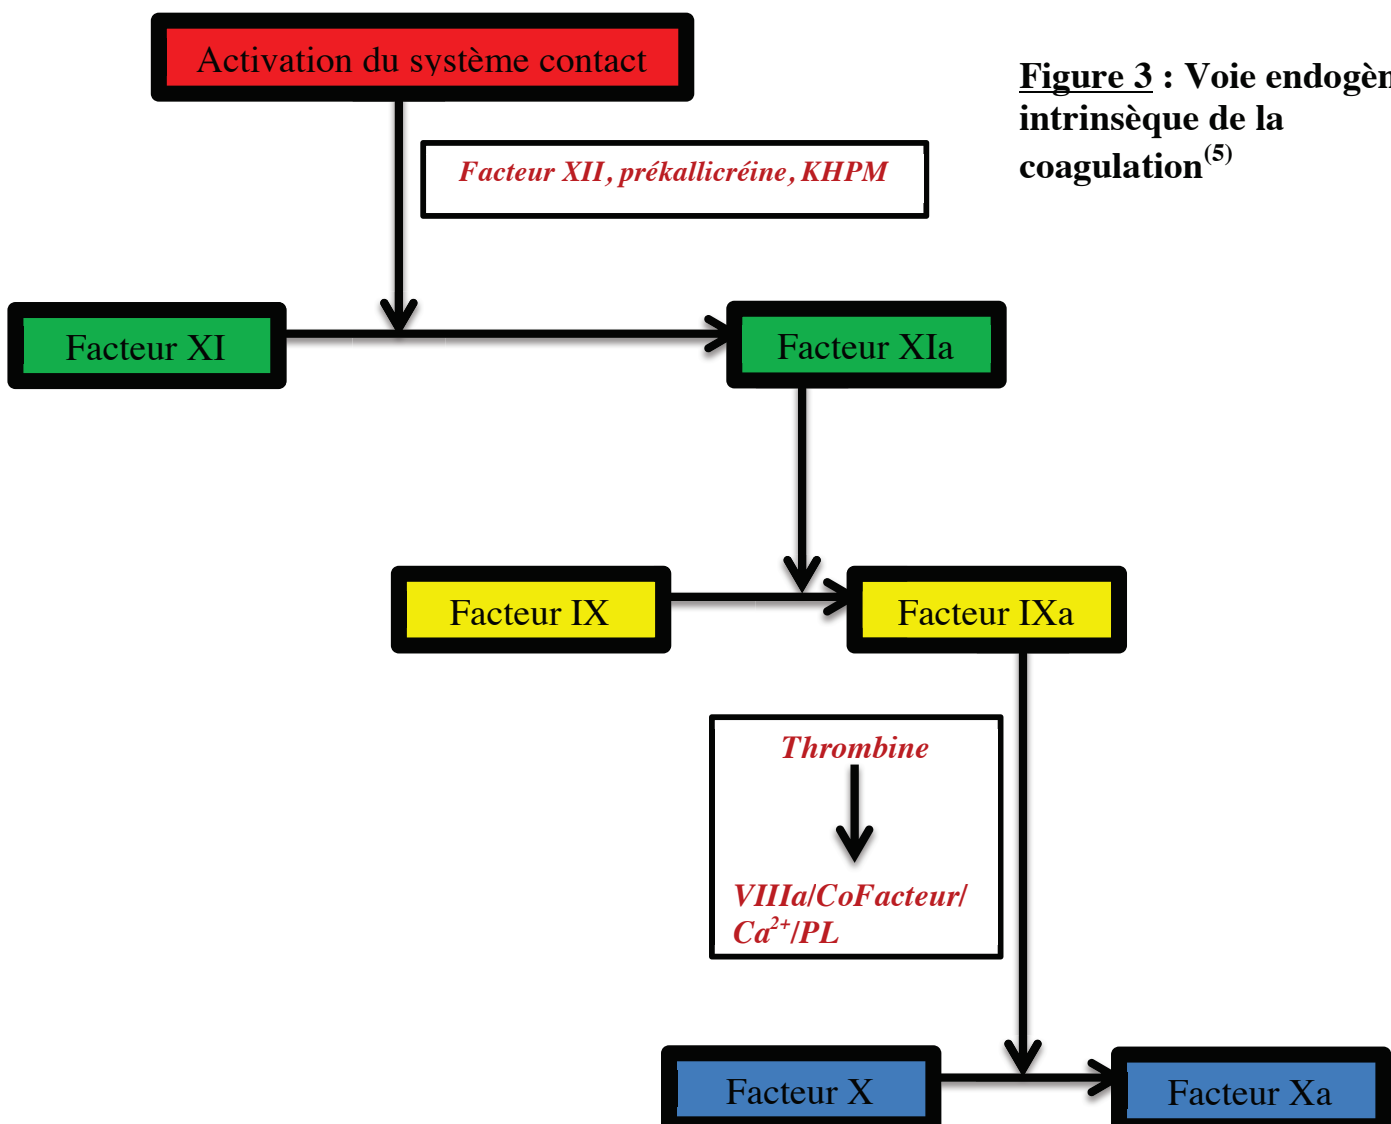 Activation du système contact
Figure 3 : Voie endogèn
intrinsèque de la
coagulation(5)
Facteur XII, prékallicréine, KHPM
Facteur XI
Facteur XIa
Facteur IX
Facteur IXa
Thrombine
VIIIa/CoFacteur/
Ca2+/PL
Facteur X
Facteur Xa